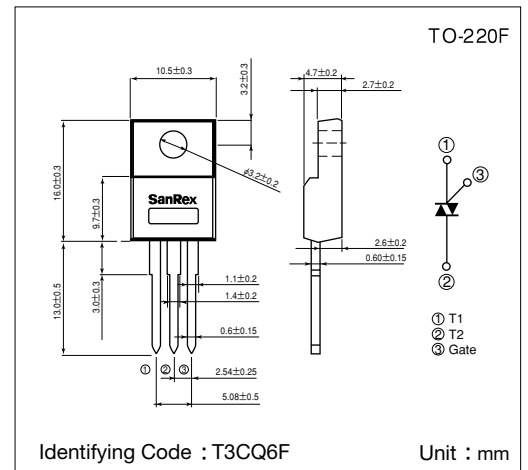 TO-220F
10.5±0.3
3.2±0.3
4.7±0.2
2.7±0.2
16.0±0.3
9.7±0.3
φ3.2±0.2
SanRex
13.0±0.5
3.0±0.3
1.1±0.2
1.4±0.2
0.6±0.15
2.54±0.25
5.08±0.5
① ② ③
2.6±0.2
0.60±0.15
①
③
②
① T1
② T2
③ Gate
Identifying Code : T3CQ6F
Unit : mm